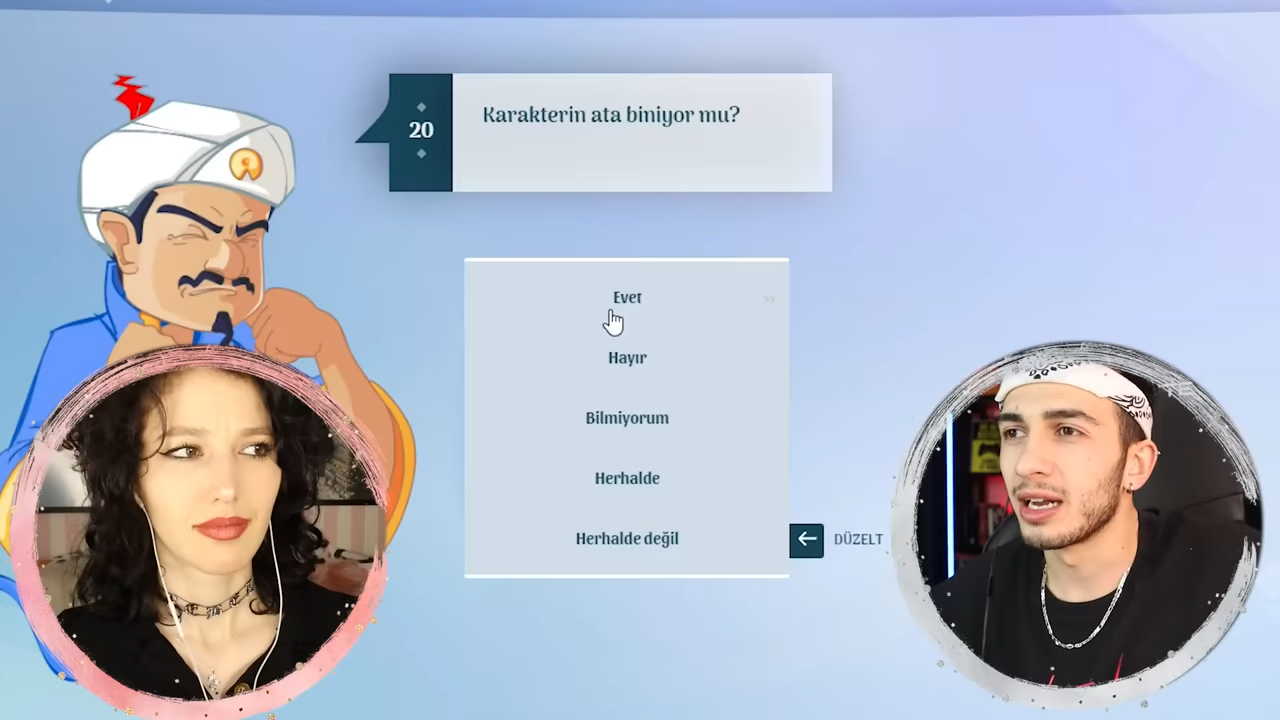 20
Karakterin ata biniyor mu?
Evet
Hayır
Bilmiyorum
Herhalde
Herhalde değil
DÜZELT